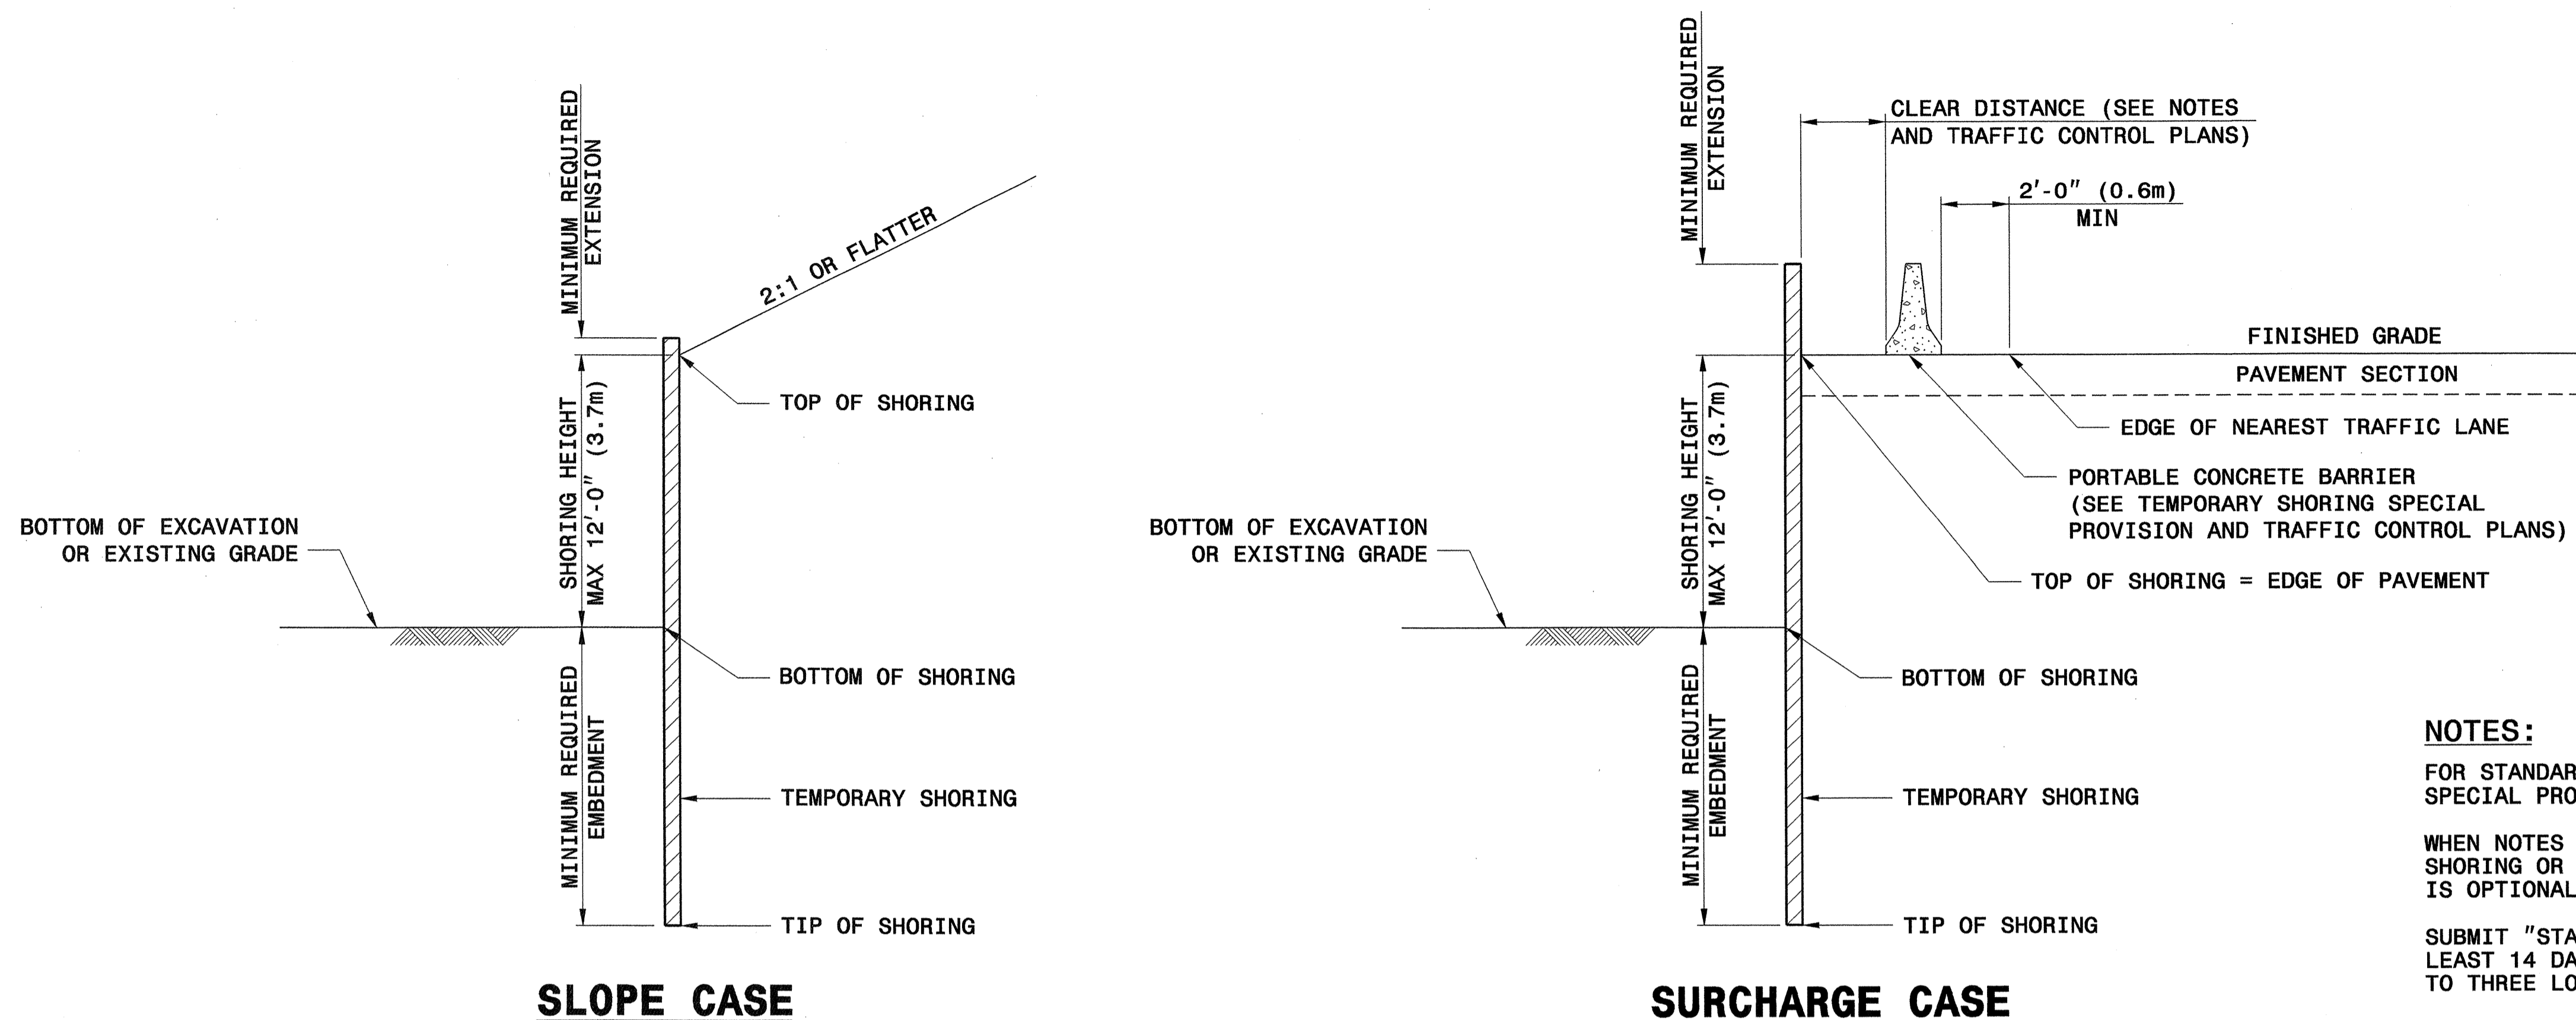 MINIMUM REQUIRED
EXTENSION
2:1 OR FLATTER
SHORING HEIGHT
MAX 12'-0" (3.7m)
TOP OF SHORING
BOTTOM OF EXCAVATION
OR EXISTING GRADE
BOTTOM OF SHORING
MINIMUM REQUIRED
EMBEDMENT
TEMPORARY SHORING
TIP OF SHORING
SLOPE CASE
MINIMUM REQUIRED
EXTENSION
CLEAR DISTANCE (SEE NOTES
AND TRAFFIC CONTROL PLANS)
2'-0" (0.6m)
MIN
FINISHED GRADE
PAVEMENT SECTION
SHORING HEIGHT
MAX 12'-0" (3.7m)
EDGE OF NEAREST TRAFFIC LANE
PORTABLE CONCRETE BARRIER
(SEE TEMPORARY SHORING SPECIAL
PROVISION AND TRAFFIC CONTROL PLANS)
TOP OF SHORING = EDGE OF PAVEMENT
BOTTOM OF EXCAVATION
OR EXISTING GRADE
BOTTOM OF SHORING
MINIMUM REQUIRED
EMBEDMENT
TEMPORARY SHORING
TIP OF SHORING
SURCHARGE CASE
NOTES:
FOR STANDAR
SPECIAL PRO
WHEN NOTES
SHORING OR
IS OPTIONAL
SUBMIT "STA
LEAST 14 DA
TO THREE LO